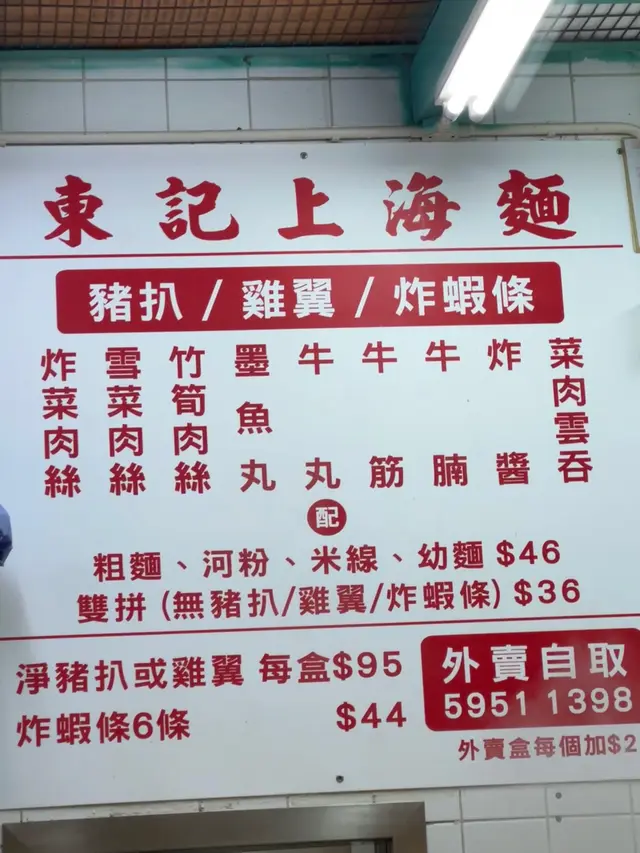 東記上海麵
豬扒 / 雞翼 / 炸蝦條
炸菜肉絲
雪菜肉絲
竹筍肉絲
墨魚丸
牛丸
牛筋
牛腩
炸醬
菜肉雲吞
配
粗麵、河粉、米線、幼麵 $46
雙拼 (無豬扒/雞翼/炸蝦條) $36
淨豬扒或雞翼 每盒$95
炸蝦條6條 $44
外賣自取
5951 1398
外賣盒每個加$2